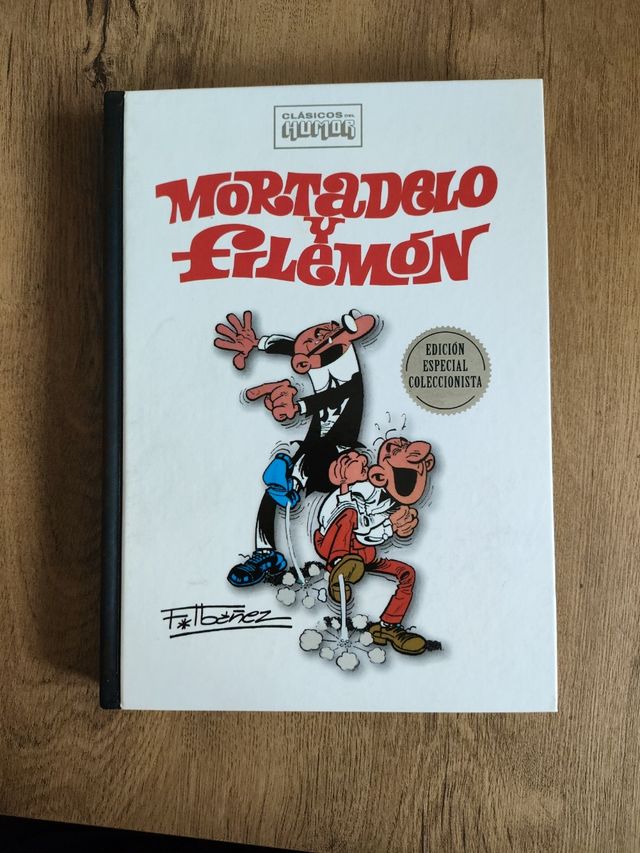 CLÁSICOS DEL
HUMOR
MORTADELO
Y
FILEMÓN
EDICIÓN
ESPECIAL
COLECCIONISTA
F. Ibáñez